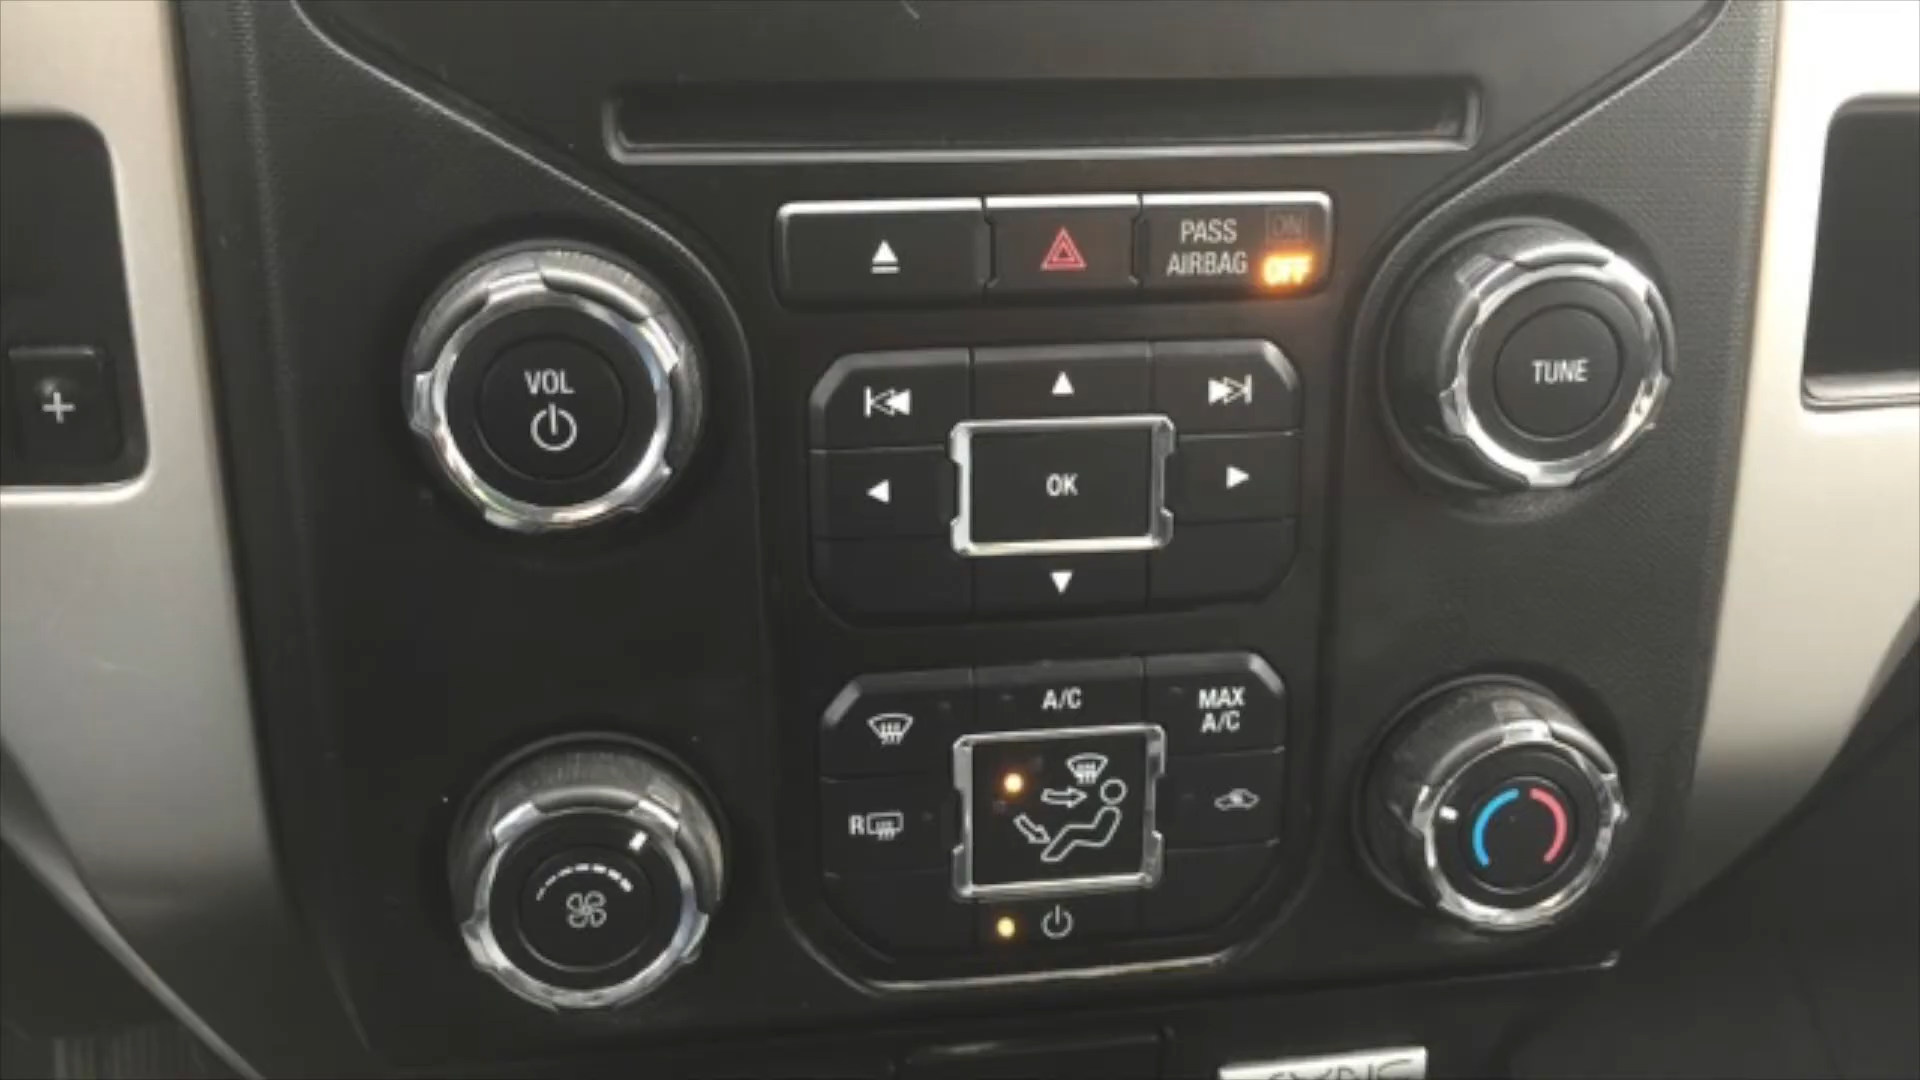 PASS ON
AIRBAG OFF
VOL
TUNE
OK
A/C
MAX
A/C
R